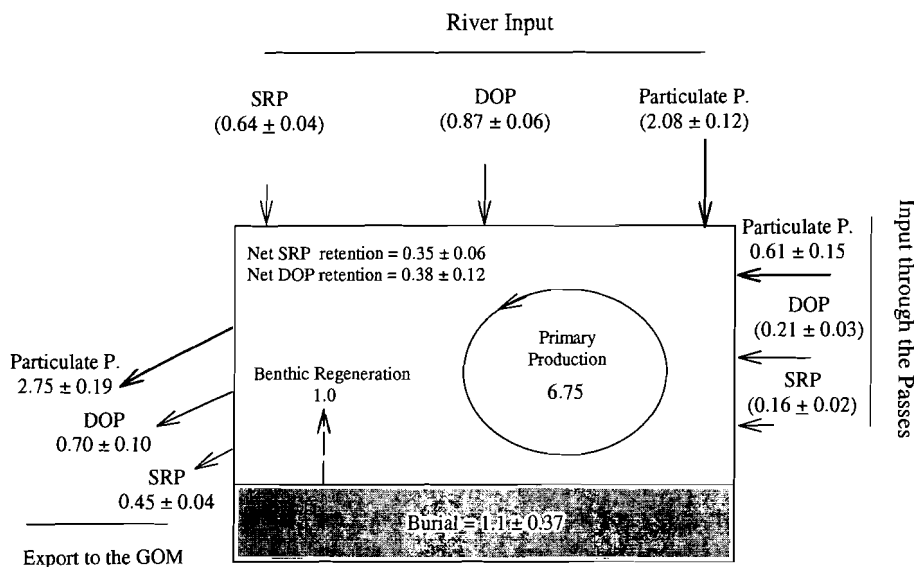 River Input
SRP
(0.64 ± 0.04)
DOP
(0.87 ± 0.06)
Particulate P.
(2.08 ± 0.12)
Net SRP retention = 0.35 ± 0.06
Net DOP retention = 0.38 ± 0.12
Particulate P.
0.61 ± 0.15
DOP
(0.21 ± 0.03)
SRP
(0.16 ± 0.02)
Input through the Passes
Primary
Production
6.75
Benthic Regeneration
1.0
Particulate P.
2.75 ± 0.19
DOP
0.70 ± 0.10
SRP
0.45 ± 0.04
Export to the GOM
Burial = 1.1 ± 0.37